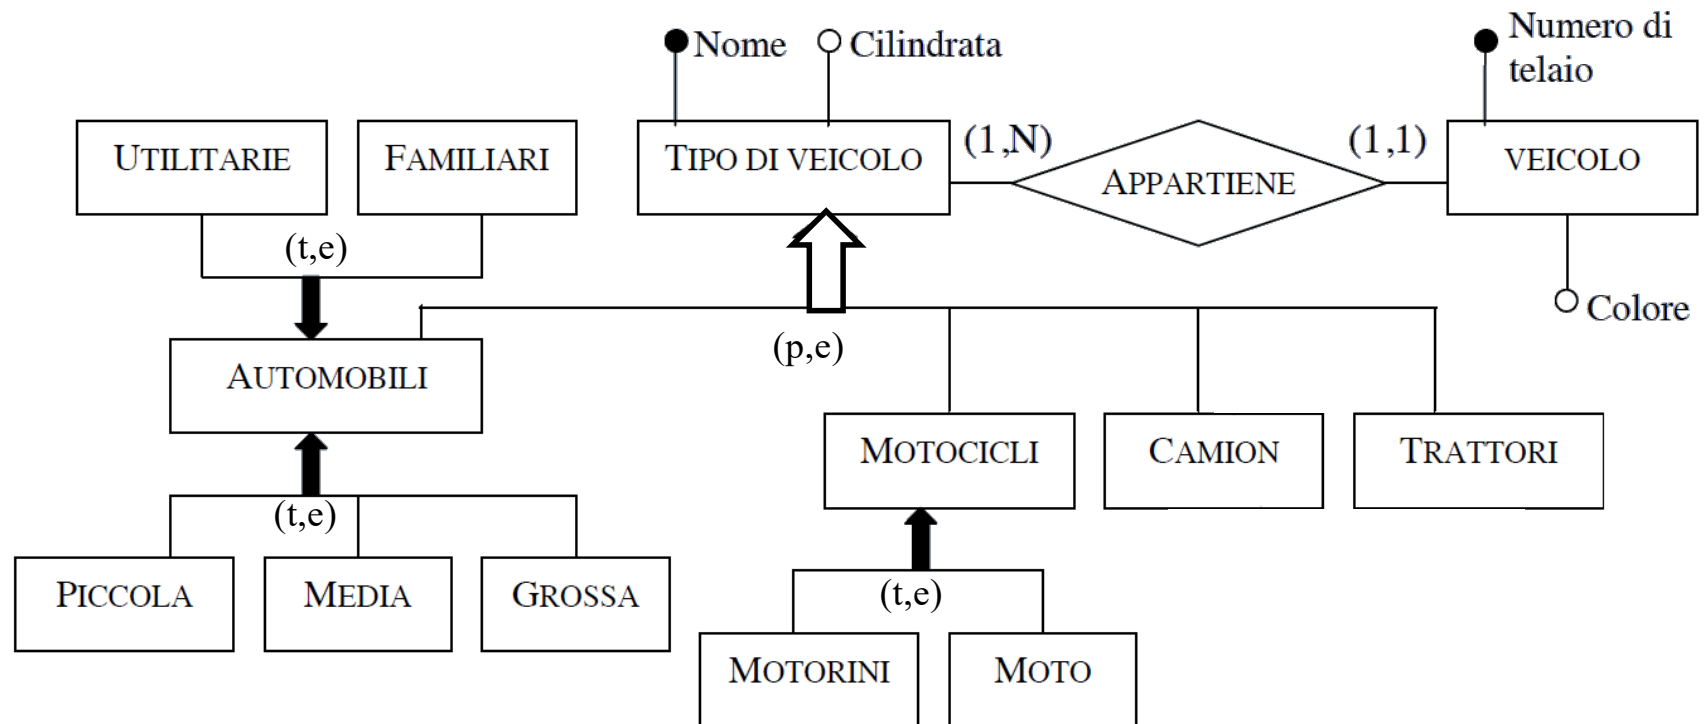 Nome
Cilindrata
Numero di
telaio
UTILITARIE
FAMILIARI
TIPO DI VEICOLO
(1,N)
APPARTIENE
(1,1)
VEICOLO
(t,e)
Colore
(p,e)
AUTOMOBILI
MOTOCICLI
CAMION
TRATTORI
(t,e)
PICCOLA
MEDIA
GROSSA
(t,e)
MOTORINI
MOTO